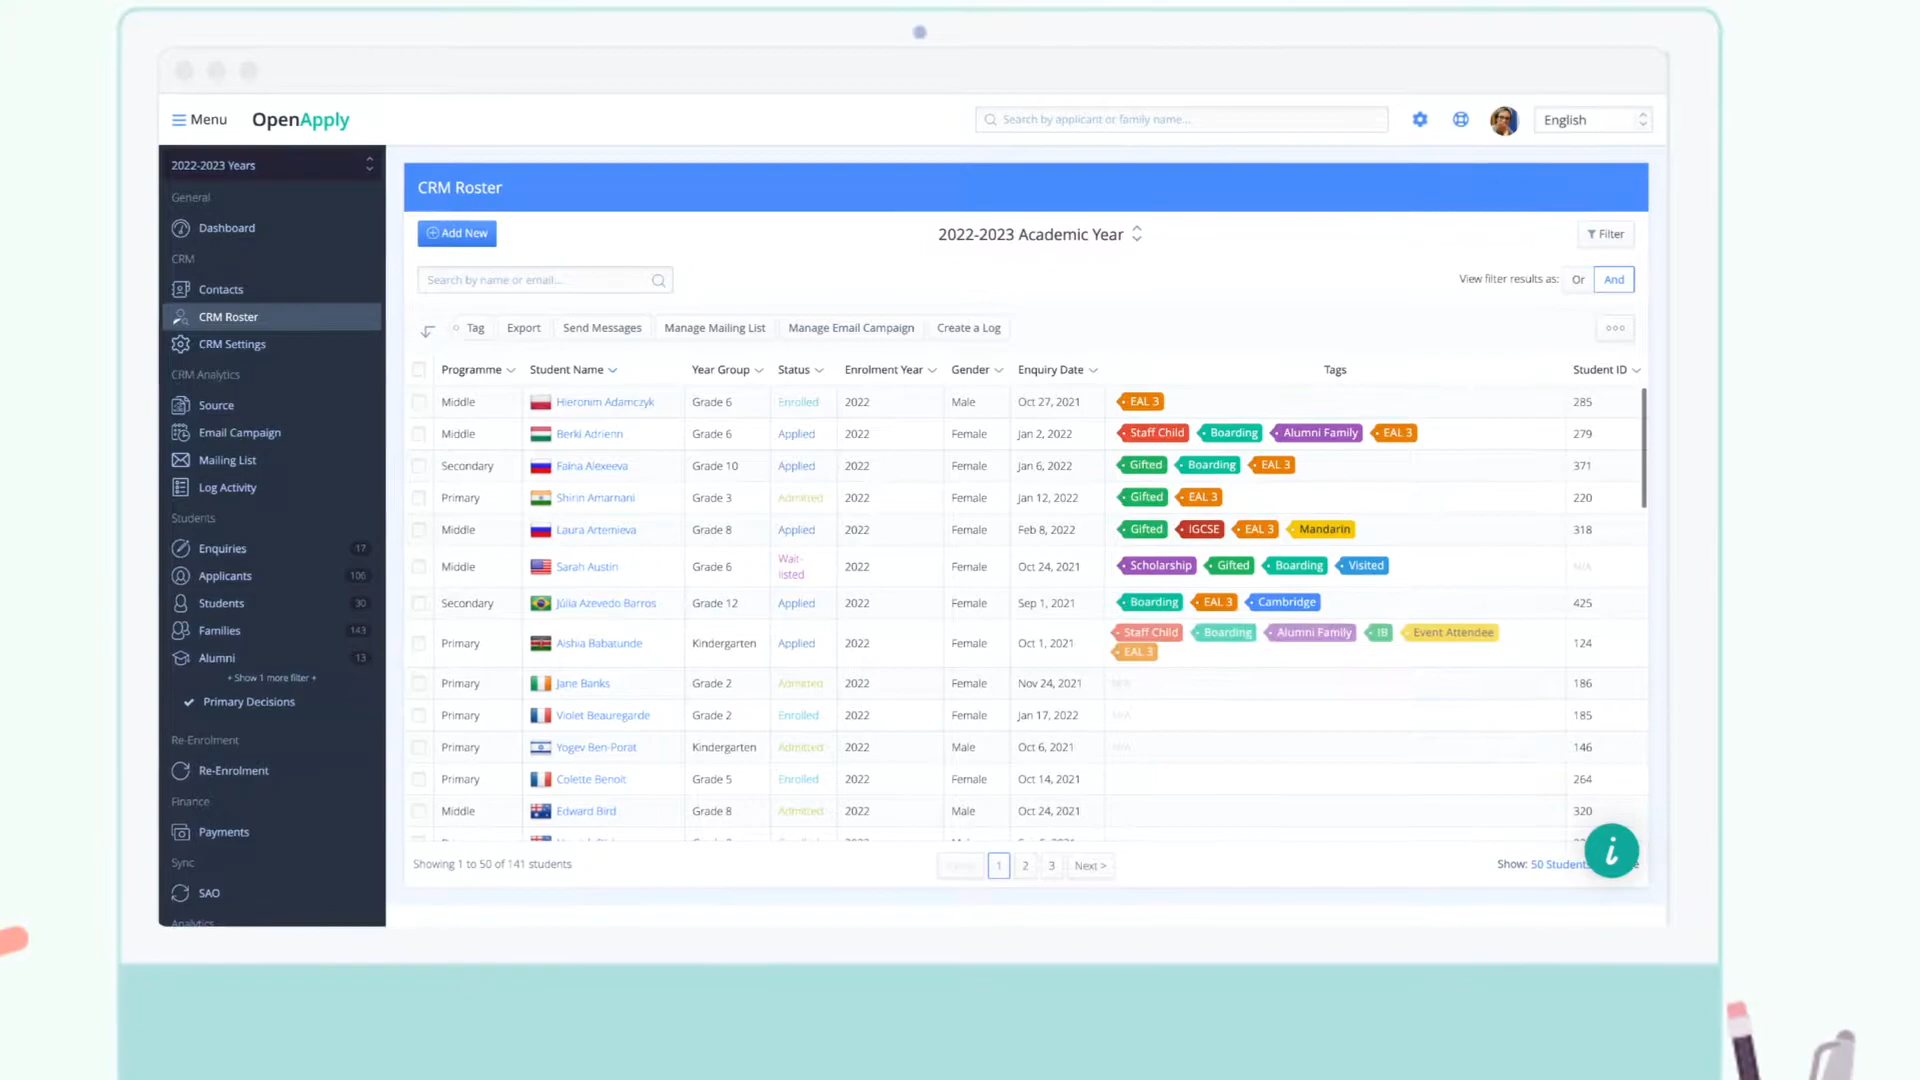 Menu
OpenApply
Search by applicant or family name...
English
2022-2023 Years
General
Dashboard
CRM
Contacts
CRM Roster
CRM Settings
CRM Analytics
Source
Email Campaign
Mailing List
Log Activity
Students
Enquiries 17
Applicants 106
Students 30
Families 143
Alumni 13
+ Show 1 more filter +
Primary Decisions
Re-Enrolment
Re-Enrolment
Finance
Payments
Sync
SAO
Analytics
CRM Roster
Add New
2022-2023 Academic Year
Filter
Search by name or email...
View filter results as: Or And
Tag Export Send Messages Manage Mailing List Manage Email Campaign Create a Log
Programme Student Name Year Group Status Enrolment Year Gender Enquiry Date Tags Student ID
Middle Hieronim Adamczyk Grade 6 Enrolled 2022 Male Oct 27, 2021 EAL 3 285
Middle Berki Adrienn Grade 6 Applied 2022 Female Jan 2, 2022 Staff Child Boarding Alumni Family EAL 3 279
Secondary Faina Alexeeva Grade 10 Applied 2022 Female Jan 6, 2022 Gifted Boarding EAL 3 371
Primary Shirin Amarnani Grade 3 Admitted 2022 Female Jan 12, 2022 Gifted EAL 3 220
Middle Laura Artemieva Grade 8 Applied 2022 Female Feb 8, 2022 Gifted IGCSE EAL 3 Mandarin 318
Middle Sarah Austin Grade 6 Wait-listed 2022 Female Oct 24, 2021 Scholarship Gifted Boarding Visited N/A
Secondary Júlia Azevedo Barros Grade 12 Applied 2022 Female Sep 1, 2021 Boarding EAL 3 Cambridge 425
Primary Aishia Babatunde Kindergarten Applied 2022 Female Oct 1, 2021 Staff Child Boarding Alumni Family IB Event Attendee EAL 3 124
Primary Jane Banks Grade 2 Admitted 2022 Female Nov 24, 2021 N/A 186
Primary Violet Beauregarde Grade 2 Enrolled 2022 Female Jan 17, 2022 N/A 185
Primary Yogev Ben-Porat Kindergarten Admitted 2022 Male Oct 6, 2021 N/A 146
Primary Colette Benoit Grade 5 Enrolled 2022 Female Oct 14, 2021 264
Middle Edward Bird Grade 8 Admitted 2022 Male Oct 24, 2021 320
Showing 1 to 50 of 141 students
1 2 3 Next >
Show: 50 Students
i